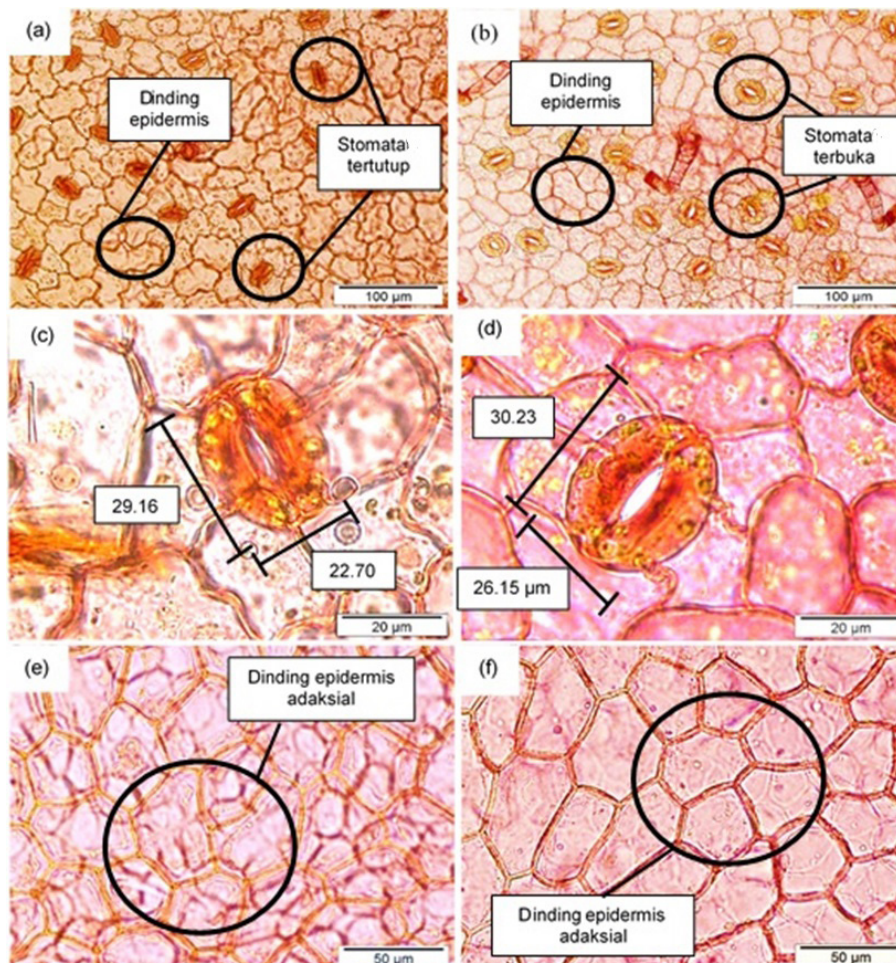 (a)
Dinding
epidermis
Stomata
tertutup
100 µm
(b)
Dinding
epidermis
Stomata
terbuka
100 µm
(c)
29.16
22.70
20 µm
(d)
30.23
26.15 µm
20 µm
(e)
Dinding epidermis
adaksial
50 µm
(f)
Dinding epidermis
adaksial
50 µm